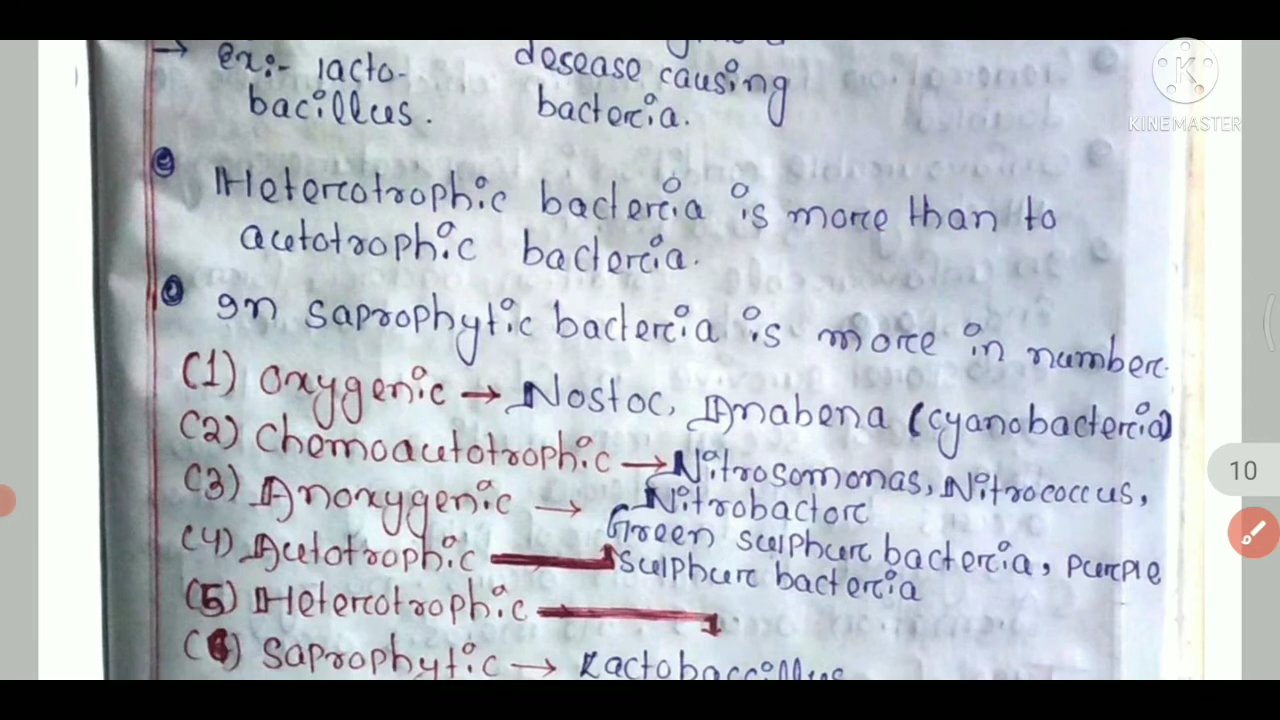 → ex:- lacto- desease causing
bacillus. bacteria.
Heterotrophic bacteria is more than to
autotrophic bacteria.
In saprophytic bacteria is more in number.
(1) Oxygenic → Nostoc, Anabena (cyanobacteria)
(2) Chemoautotrophic → Nitrosomonas, Nitrococcus,
Nitrobactor
(3) Anoxygenic → Green sulphur bacteria, purple
sulphur bacteria
(4) Autotrophic
(5) Heterotrophic →
(6) Saprophytic → Lactobaccillus
KINEMASTER
10